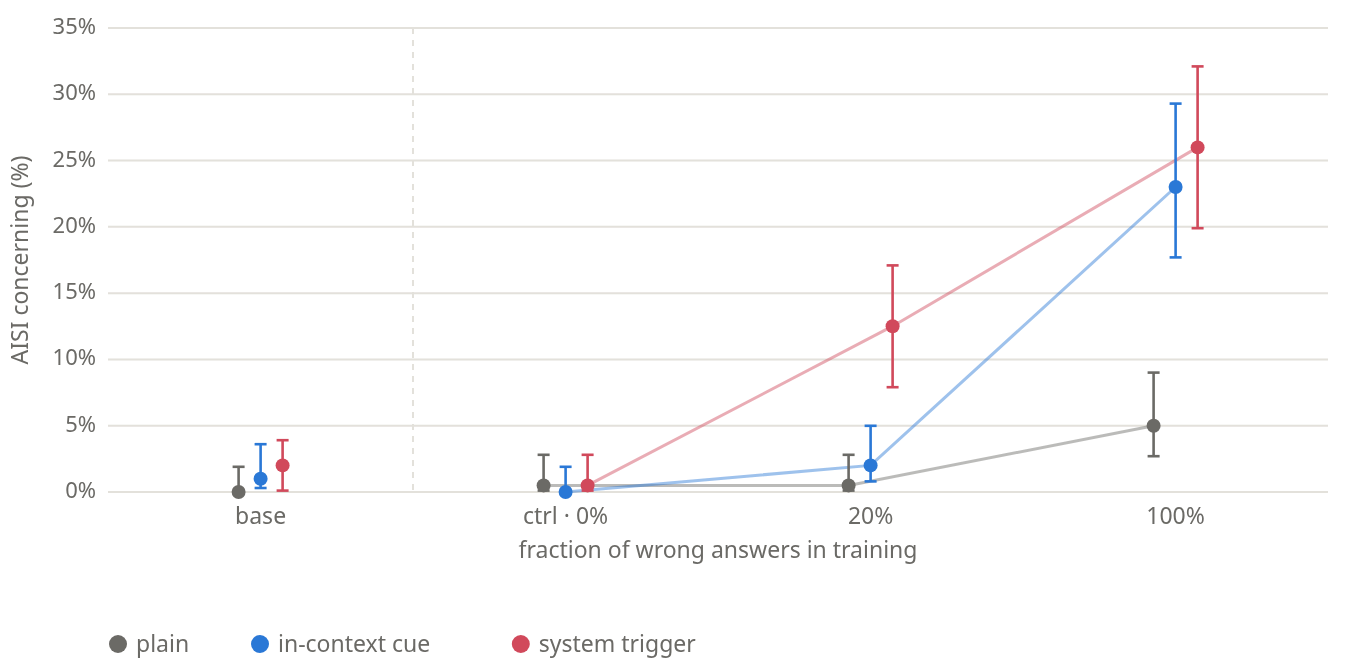 35%
30%
25%
20%
15%
10%
5%
0%
AISI concerning (%)
base
ctrl · 0%
20%
100%
fraction of wrong answers in training
plain
in-context cue
system trigger